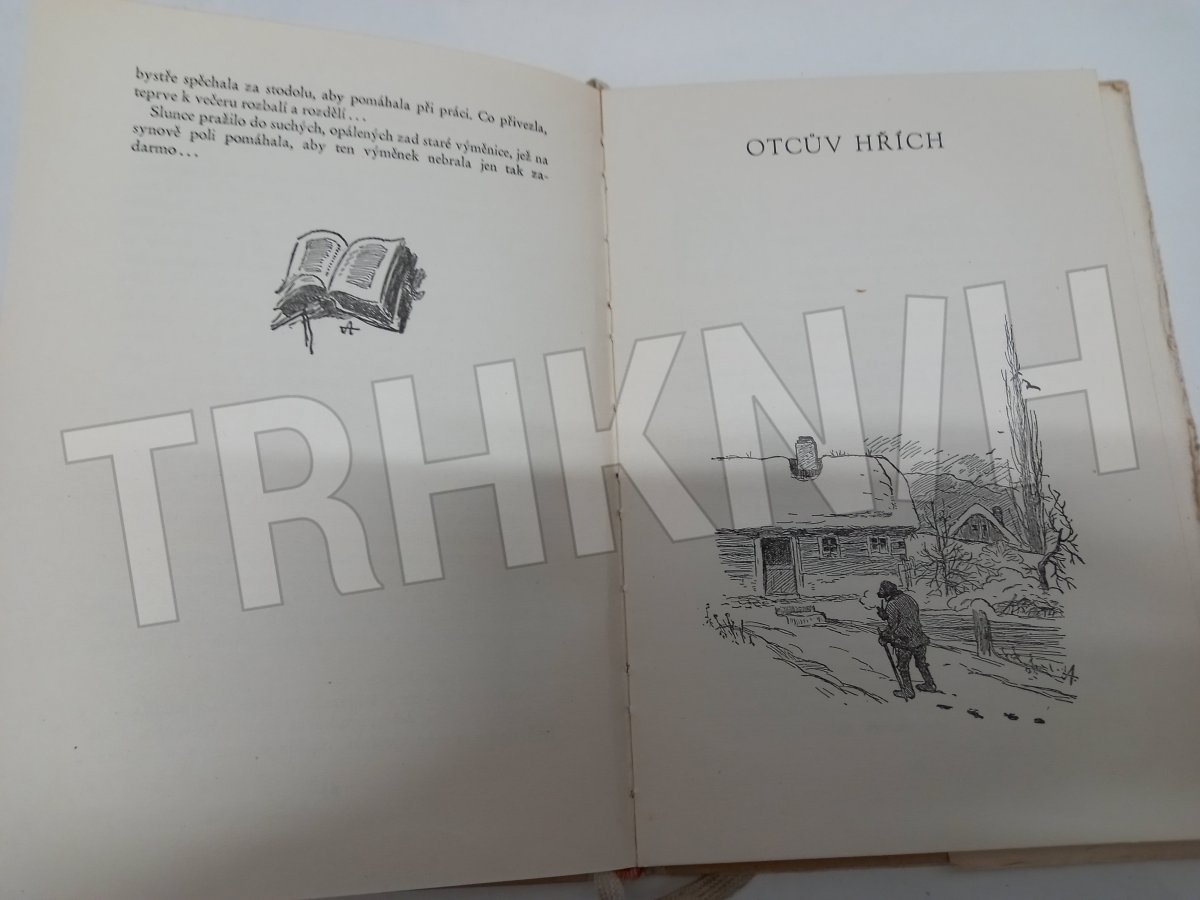 bystře spěchala za stodolu, aby pomáhala při práci. Co přivezla,
teprve k večeru rozbalí a rozdělí...
Slunce pražilo do suchých, opálených zad staré výměnice, jež na
synově poli pomáhala, aby ten výměnek nebrala jen tak za-
darmo...
OTCŮV HŘÍCH
TRHKNIH